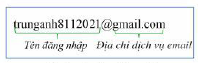 trunganh8112021@gmail.com
Tên đăng nhập Địa chỉ dịch vụ email